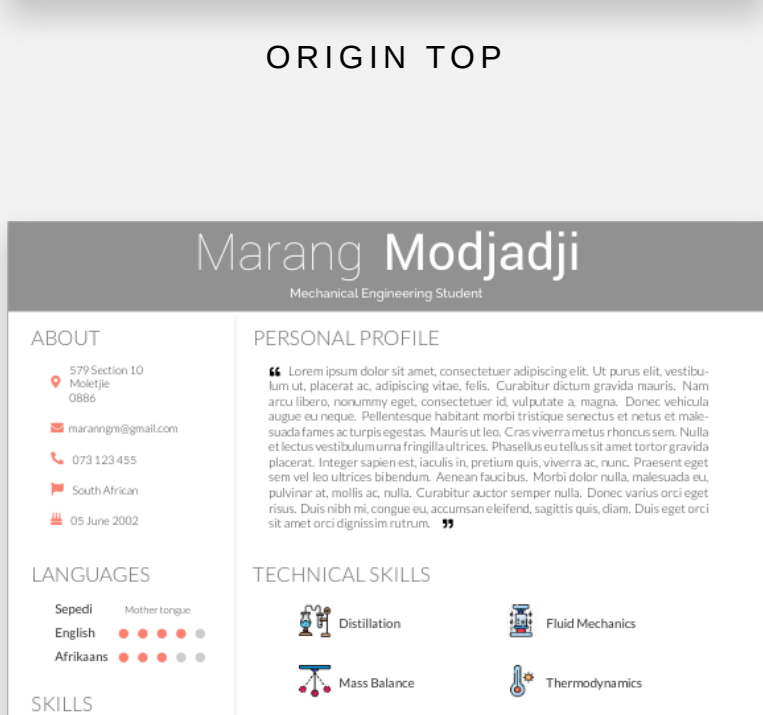 ORIGIN TOP
Marang Modjadji
Mechanical Engineering Student
ABOUT
579 Section 10
Moletjie
0886
maranngm@gmail.com
073 123 455
South African
05 June 2002
LANGUAGES
Sepedi Mother tongue
English
Afrikaans
SKILLS
PERSONAL PROFILE
“ Lorem ipsum dolor sit amet, consectetuer adipiscing elit. Ut purus elit, vestibu-
lum ut, placerat ac, adipiscing vitae, felis. Curabitur dictum gravida mauris. Nam
arcu libero, nonummy eget, consectetuer id, vulputate a, magna. Donec vehicula
augue eu neque. Pellentesque habitant morbi tristique senectus et netus et male-
suada fames ac turpis egestas. Mauris ut leo. Cras viverra metus rhoncus sem. Nulla
et lectus vestibulum urna fringilla ultrices. Phasellus eu tellus sit amet tortor gravida
placerat. Integer sapien est, iaculis in, pretium quis, viverra ac, nunc. Praesent eget
sem vel leo ultrices bibendum. Aenean faucibus. Morbi dolor nulla, malesuada eu,
pulvinar at, mollis ac, nulla. Curabitur auctor semper nulla. Donec varius orci eget
risus. Duis nibh mi, congue eu, accumsan eleifend, sagittis quis, diam. Duis eget orci
sit amet orci dignissim rutrum. ”
TECHNICAL SKILLS
Distillation
Fluid Mechanics
Mass Balance
Thermodynamics